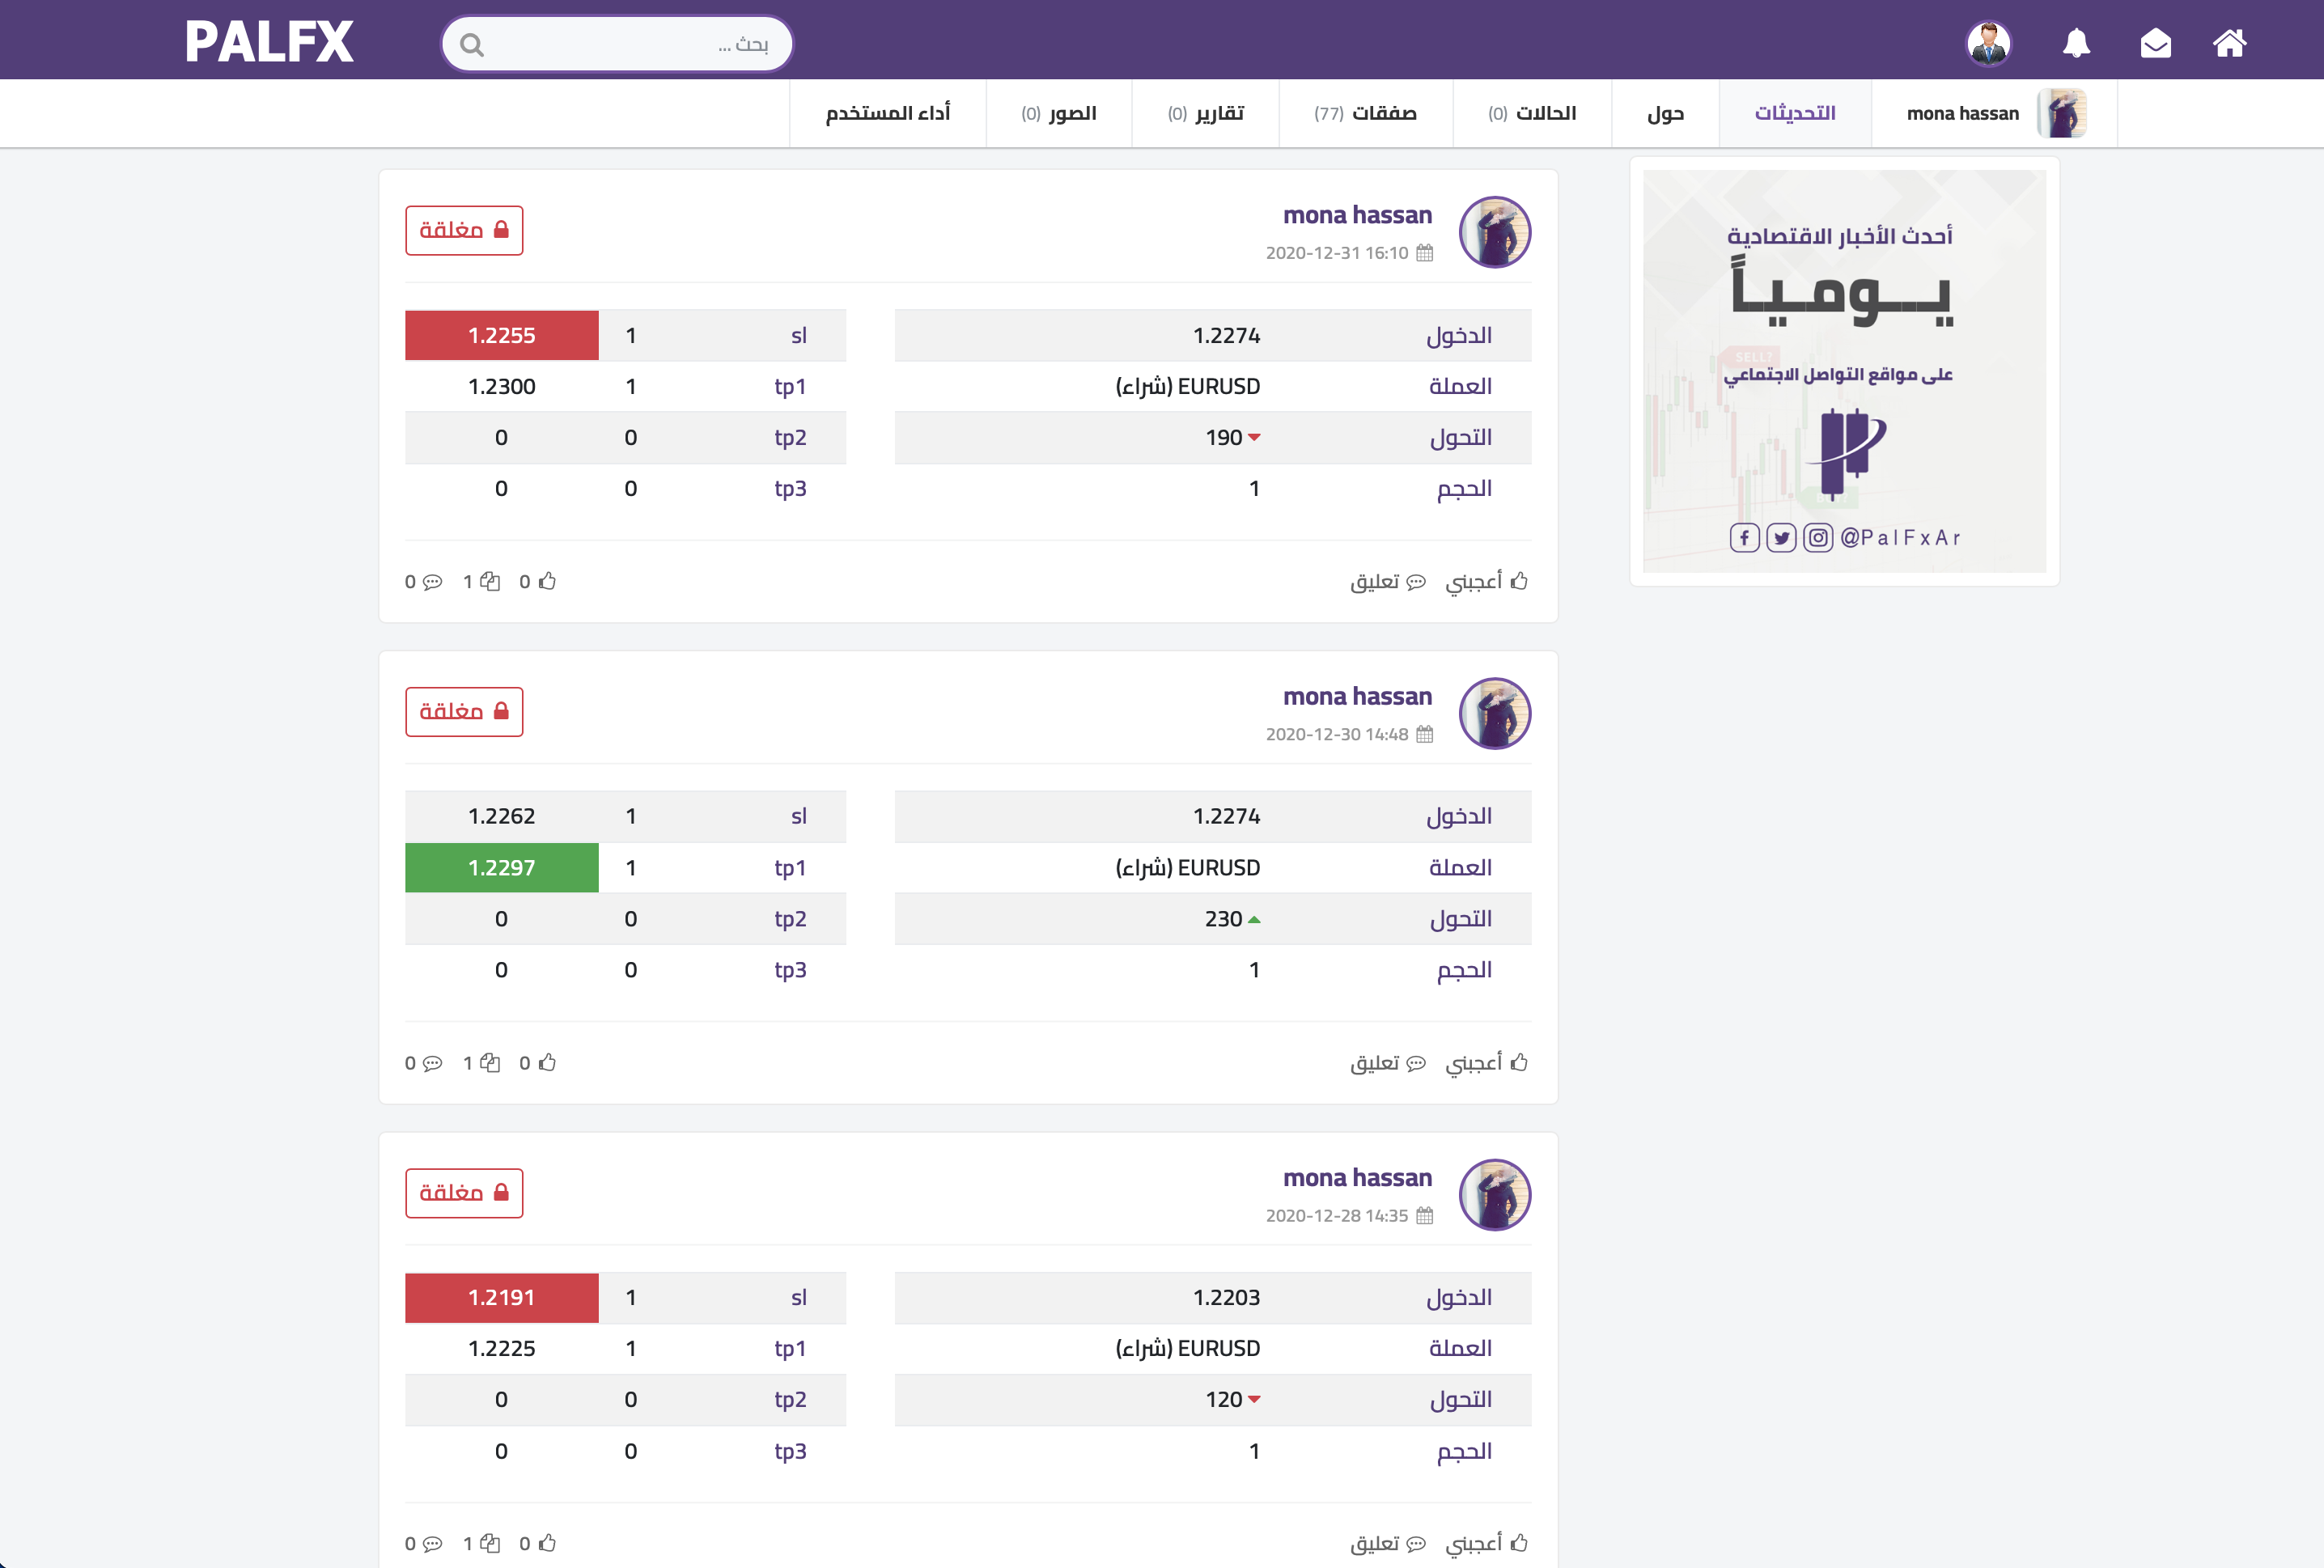 PALFX
بحث ...
mona hassan
التحديثات
حول
الحالات (0)
صفقات (77)
تقارير (0)
الصور (0)
أداء المستخدم
أحدث الأخبار الاقتصادية
يــومـيـاً
SELL?
على مواقع التواصل الاجتماعي
@PalFxAr
mona hassan
2020-12-31 16:10
مغلقة
الدخول 1.2274
العملة EURUSD (شراء)
التحول 190
الحجم 1
sl 1 1.2255
tp1 1 1.2300
tp2 0 0
tp3 0 0
أعجبني تعليق
0 1 0
mona hassan
2020-12-30 14:48
مغلقة
الدخول 1.2274
العملة EURUSD (شراء)
التحول 230
الحجم 1
sl 1 1.2262
tp1 1 1.2297
tp2 0 0
tp3 0 0
أعجبني تعليق
0 1 0
mona hassan
2020-12-28 14:35
مغلقة
الدخول 1.2203
العملة EURUSD (شراء)
التحول 120
الحجم 1
sl 1 1.2191
tp1 1 1.2225
tp2 0 0
tp3 0 0
أعجبني تعليق
0 1 0